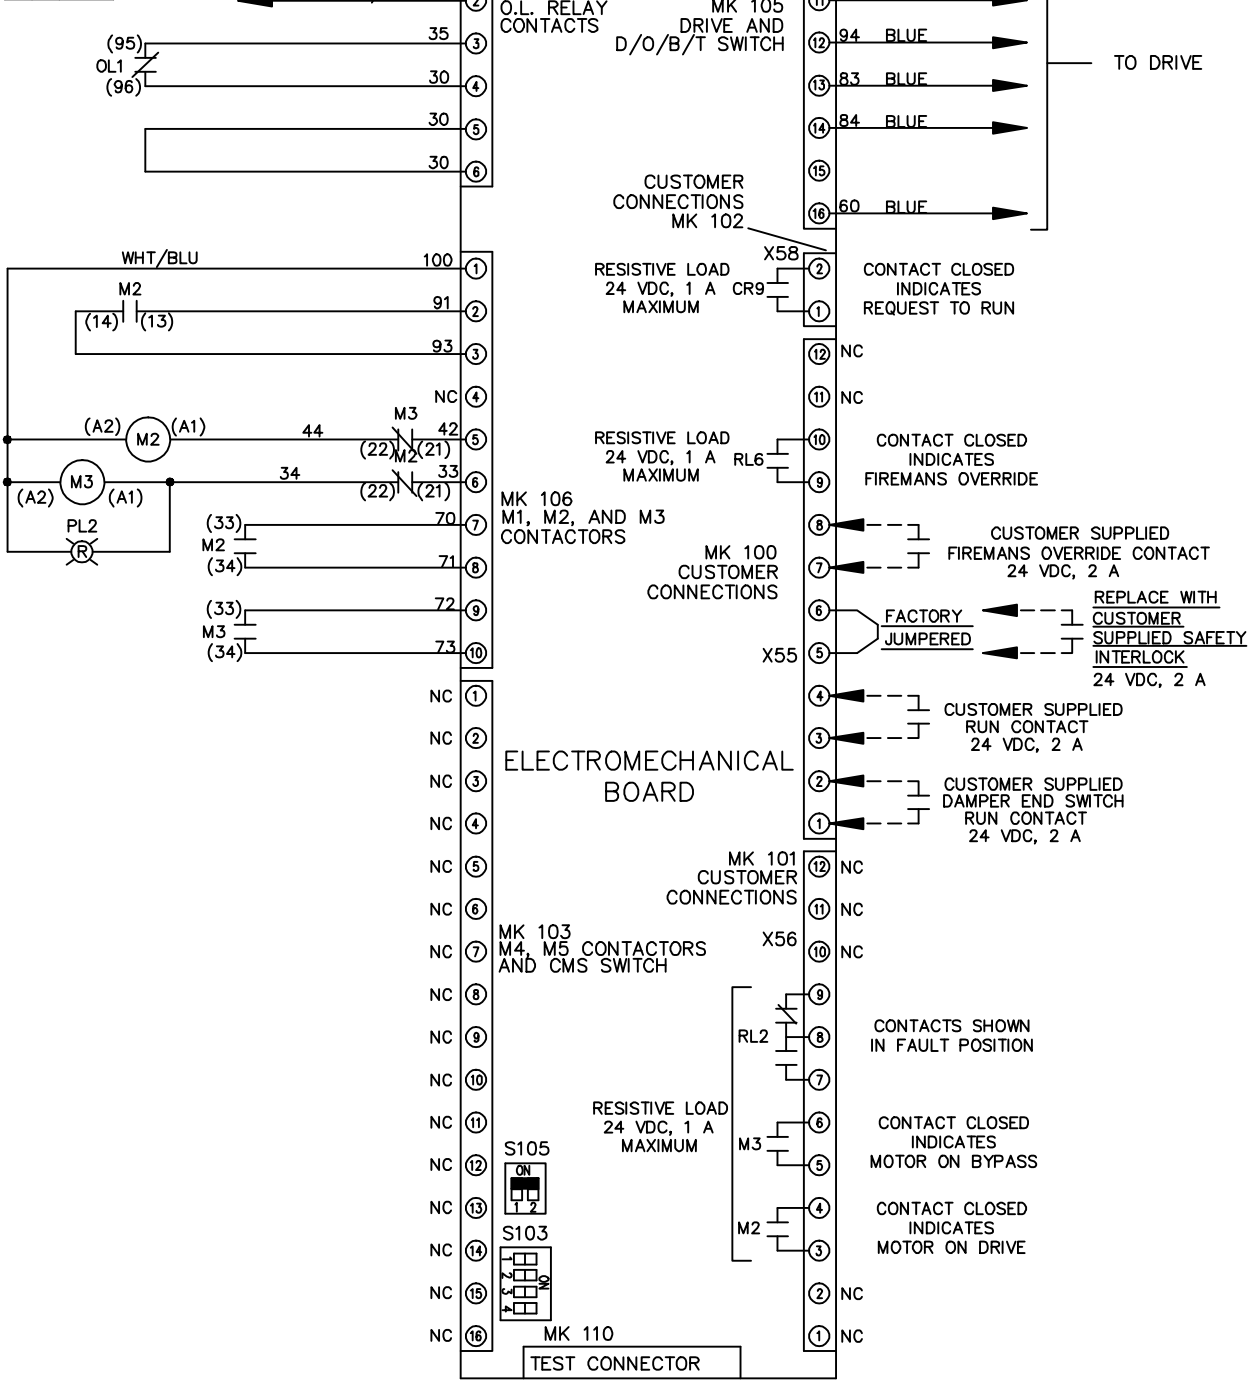 2
O.L. RELAY
CONTACTS
MK 105
DRIVE AND
D/O/B/T SWITCH
11
(95)
OL1
(96)
35
3
30
4
30
5
30
6
12
94 BLUE
13
83 BLUE
14
84 BLUE
15
16
60 BLUE
TO DRIVE
CUSTOMER
CONNECTIONS
MK 102
X58
WHT/BLU
100
1
M2
(14) (13)
91
2
93
3
NC
4
(A2) M2 (A1)
44
M3
(22) (21)
42
5
(A2) M3 (A1)
34
M2
(22) (21)
33
6
PL2
R
MK 106
M1, M2, AND M3
CONTACTORS
(33)
M2
(34)
70
7
71
8
(33)
M3
(34)
72
9
73
10
RESISTIVE LOAD
24 VDC, 1 A
MAXIMUM
CR9
2
1
CONTACT CLOSED
INDICATES
REQUEST TO RUN
12 NC
11 NC
RESISTIVE LOAD
24 VDC, 1 A
MAXIMUM
RL6
10
9
CONTACT CLOSED
INDICATES
FIREMANS OVERRIDE
8
7
CUSTOMER SUPPLIED
FIREMANS OVERRIDE CONTACT
24 VDC, 2 A
MK 100
CUSTOMER
CONNECTIONS
X55
6
5
FACTORY
JUMPERED
REPLACE WITH
CUSTOMER
SUPPLIED SAFETY
INTERLOCK
24 VDC, 2 A
4
3
CUSTOMER SUPPLIED
RUN CONTACT
24 VDC, 2 A
2
1
CUSTOMER SUPPLIED
DAMPER END SWITCH
RUN CONTACT
24 VDC, 2 A
ELECTROMECHANICAL
BOARD
NC 1
NC 2
NC 3
NC 4
NC 5
NC 6
NC 7
NC 8
NC 9
NC 10
NC 11
NC 12
NC 13
NC 14
NC 15
NC 16
MK 103
M4, M5 CONTACTORS
AND CMS SWITCH
MK 101
CUSTOMER
CONNECTIONS
X56
12 NC
11 NC
10 NC
9
RL2
8
7
CONTACTS SHOWN
IN FAULT POSITION
RESISTIVE LOAD
24 VDC, 1 A
MAXIMUM
M3
6
5
CONTACT CLOSED
INDICATES
MOTOR ON BYPASS
M2
4
3
CONTACT CLOSED
INDICATES
MOTOR ON DRIVE
2 NC
1 NC
S105
ON
1 2
S103
1
2
3
4
ON
MK 110
TEST CONNECTOR